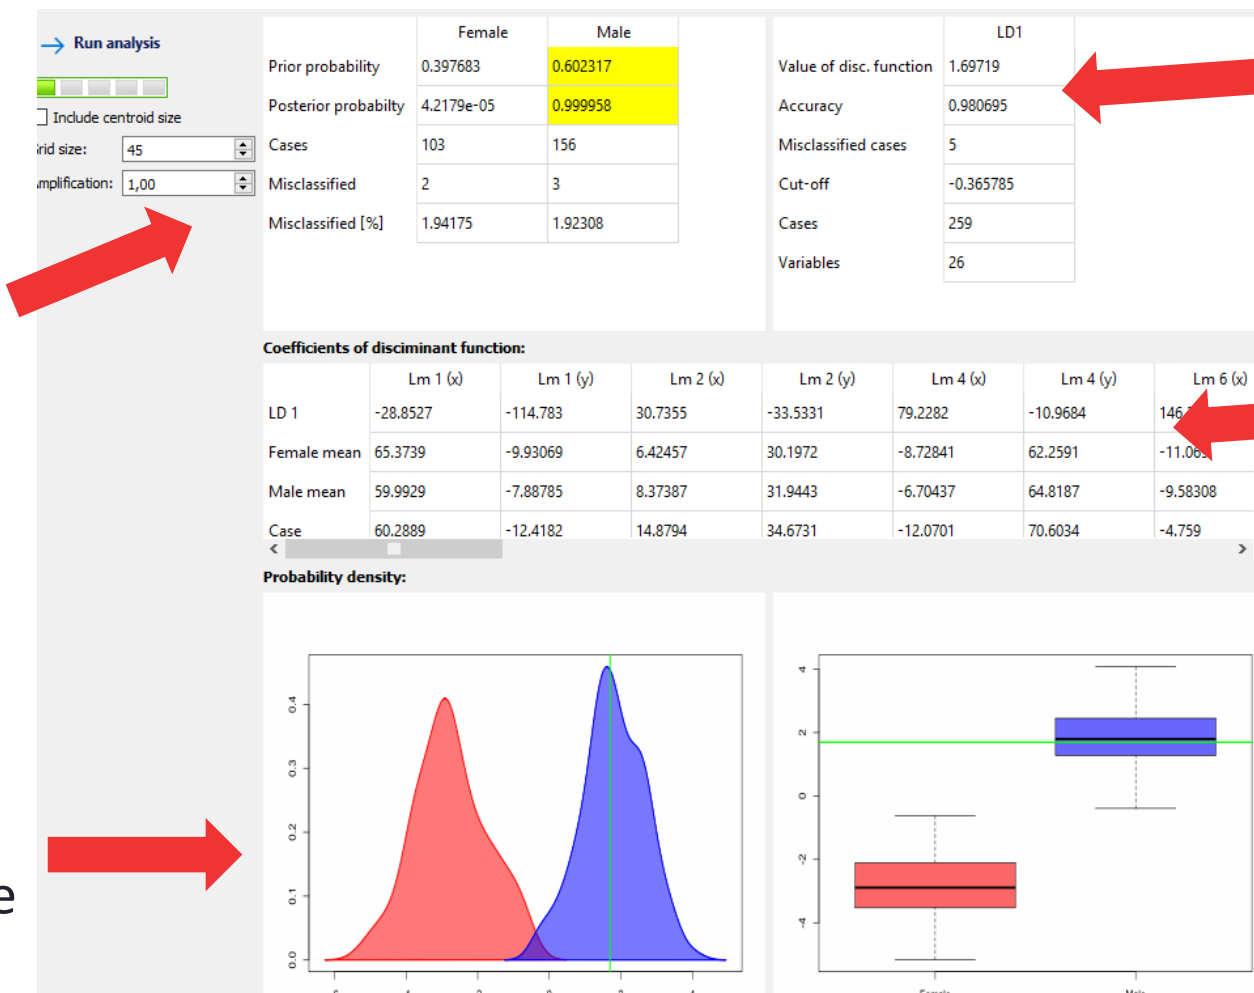 Run analysis
Include centroid size
rid size: 45
mplification: 1,00
Female Male
Prior probability 0.397683 0.602317
Posterior probabilty 4.2179e-05 0.999958
Cases 103 156
Misclassified 2 3
Misclassified [%] 1.94175 1.92308
LD1
Value of disc. function 1.69719
Accuracy 0.980695
Misclassified cases 5
Cut-off -0.365785
Cases 259
Variables 26
Coefficients of disciminant function:
Lm 1 (x) Lm 1 (y) Lm 2 (x) Lm 2 (y) Lm 4 (x) Lm 4 (y) Lm 6 (x)
LD 1 -28.8527 -114.783 30.7355 -33.5331 79.2282 -10.9684
Female mean 65.3739 -9.93069 6.42457 30.1972 -8.72841 62.2591
Male mean 59.9929 -7.88785 8.37387 31.9443 -6.70437 64.8187 -9.58308
Case 60.2889 -12.4182 14.8794 34.6731 -12.0701 70.6034 -4.759
Probability density:
e
0.4
0.3
0.2
0.1
0.0
4
2
0
-2
-4
Female Male